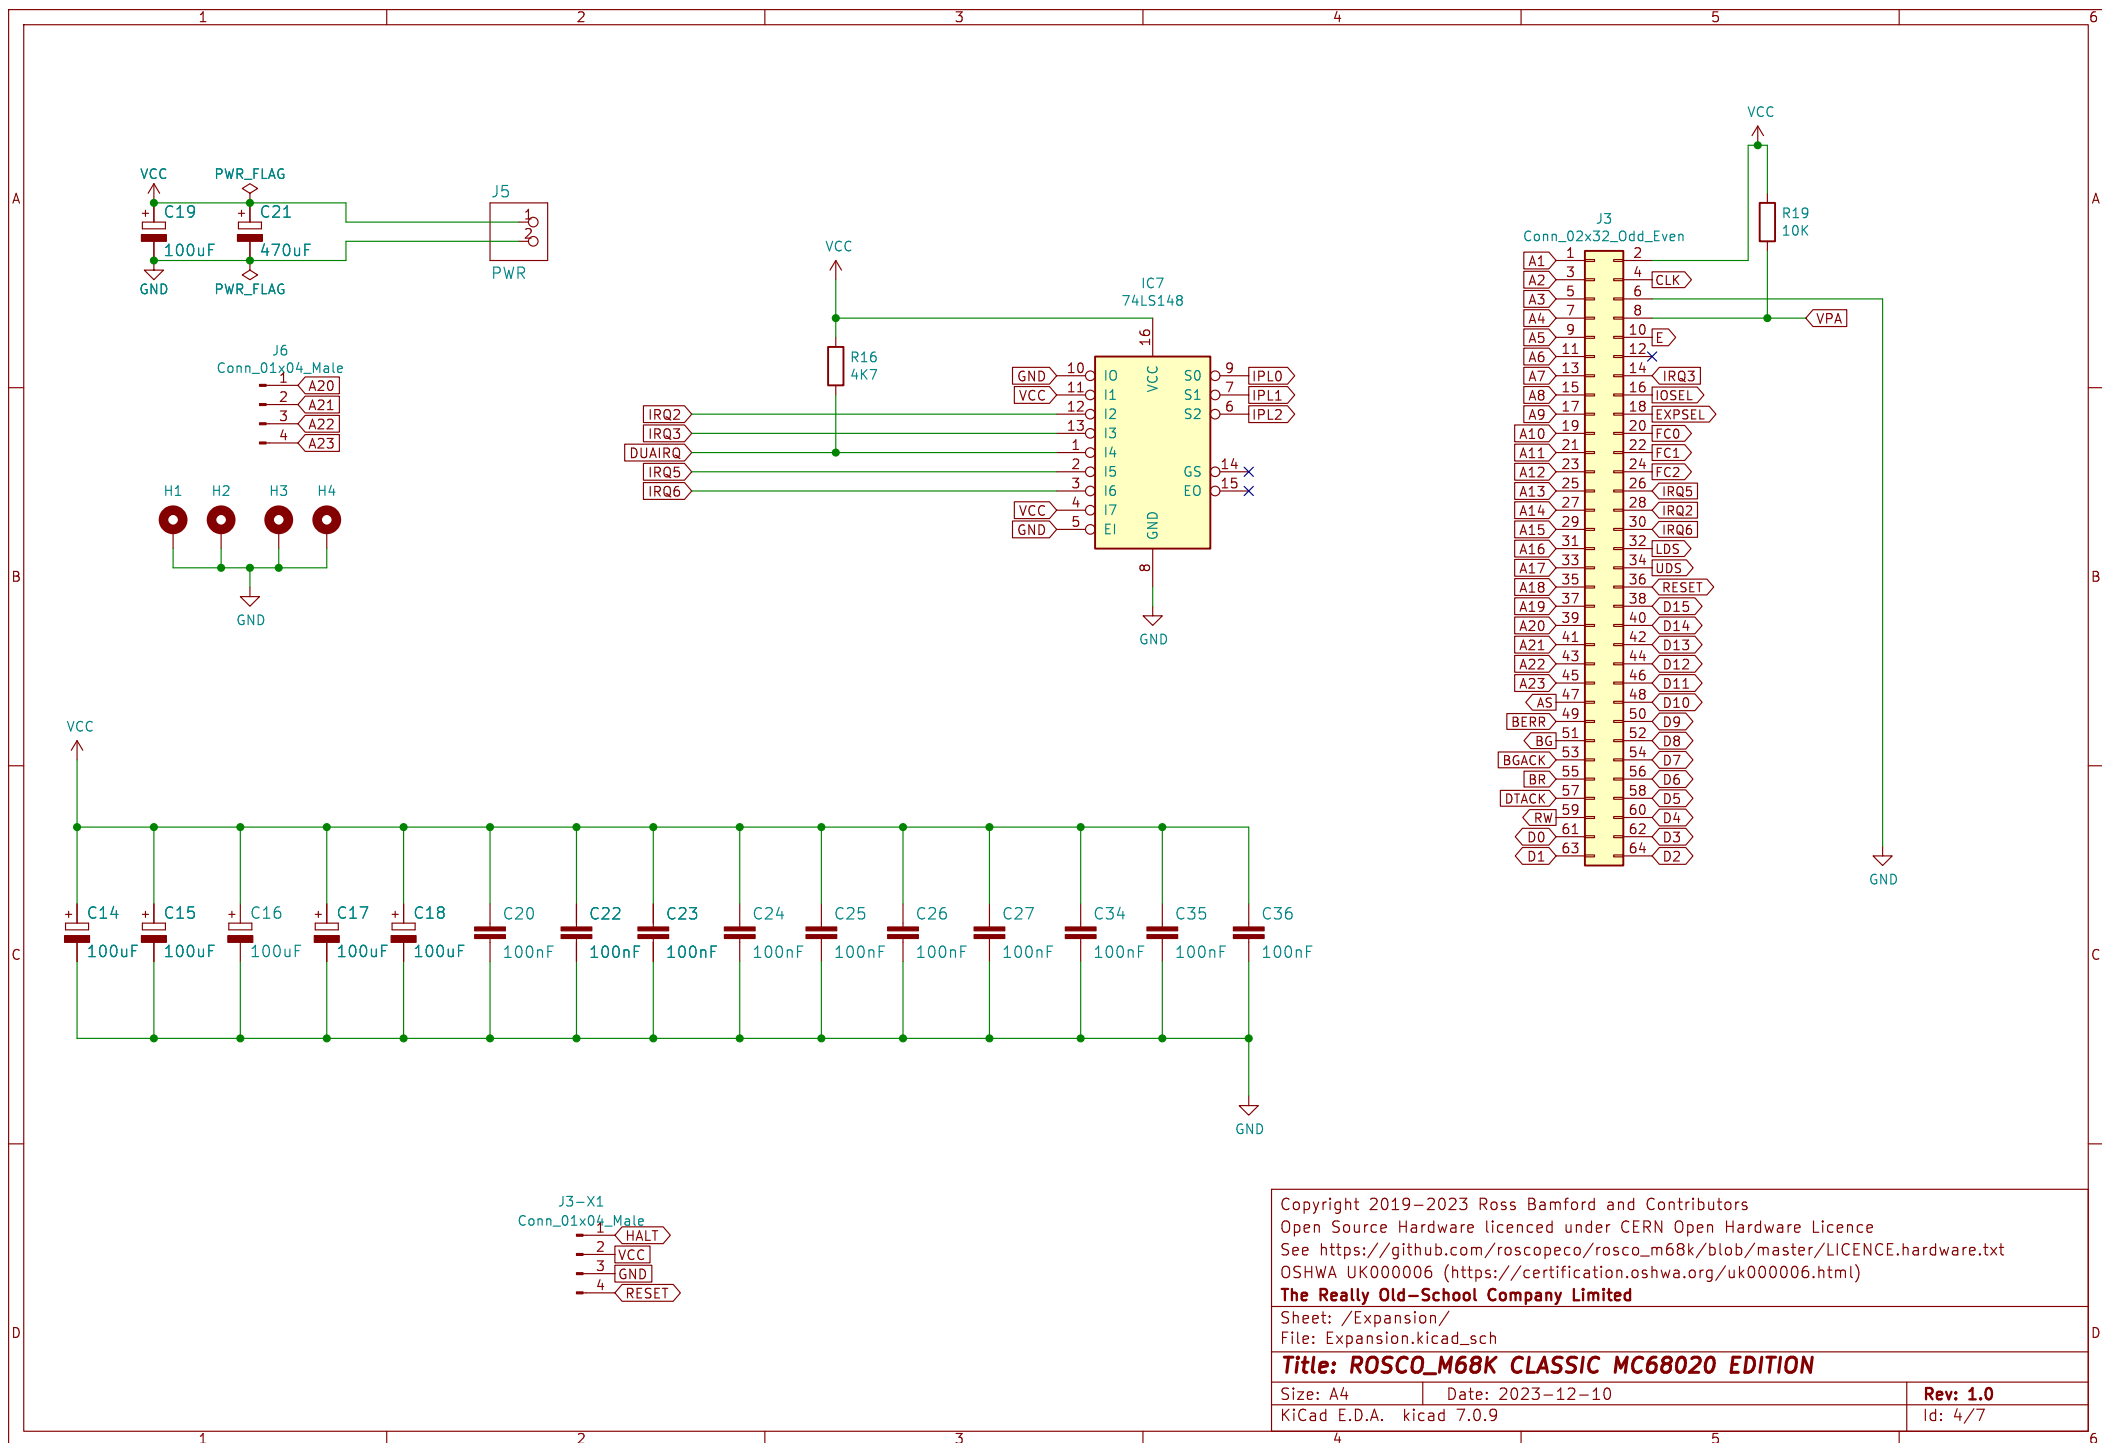 1 2 3 4 5 6
A A
B B
C C
D D
1 2 3 4 5 6
VCC PWR_FLAG
+ C19 + C21
100uF 470uF
GND PWR_FLAG
J5
1
2
PWR
J6
Conn_01x04_Male
1 A20
2 A21
3 A22
4 A23
H1 H2 H3 H4
GND
VCC
R16
4K7
IRQ2
IRQ3
DUAIRQ
IRQ5
IRQ6
IC7
74LS148
16 VCC
GND 10 I0 S0 9 IPL0
VCC 11 I1 S1 7 IPL1
12 I2 S2 6 IPL2
13 I3
1 I4
2 I5 GS 14
3 I6 EO 15
VCC 4 I7
GND 5 EI
GND 8
GND
VCC
R19
10K
VPA
J3
Conn_02x32_Odd_Even
A1 1 2
A2 3 4 CLK
A3 5 6
A4 7 8
A5 9 10 E
A6 11 12
A7 13 14 IRQ3
A8 15 16 IOSEL
A9 17 18 EXPSEL
A10 19 20 FC0
A11 21 22 FC1
A12 23 24 FC2
A13 25 26 IRQ5
A14 27 28 IRQ2
A15 29 30 IRQ6
A16 31 32 LDS
A17 33 34 UDS
A18 35 36 RESET
A19 37 38 D15
A20 39 40 D14
A21 41 42 D13
A22 43 44 D12
A23 45 46 D11
AS 47 48 D10
BERR 49 50 D9
BG 51 52 D8
BGACK 53 54 D7
BR 55 56 D6
DTACK 57 58 D5
RW 59 60 D4
D0 61 62 D3
D1 63 64 D2
GND
VCC
+ C14 + C15 + C16 + C17 + C18 C20 C22 C23 C24 C25 C26 C27 C34 C35 C36
100uF 100uF 100uF 100uF 100uF 100nF 100nF 100nF 100nF 100nF 100nF 100nF 100nF 100nF 100nF
GND
J3-X1
Conn_01x04_Male
1 HALT
2 VCC
3 GND
4 RESET
Copyright 2019-2023 Ross Bamford and Contributors
Open Source Hardware licenced under CERN Open Hardware Licence
See https://github.com/roscopeco/rosco_m68k/blob/master/LICENCE.hardware.txt
OSHWA UK000006 (https://certification.oshwa.org/uk000006.html)
The Really Old-School Company Limited
Sheet: /Expansion/
File: Expansion.kicad_sch
Title: ROSCO_M68K CLASSIC MC68020 EDITION
Size: A4 Date: 2023-12-10 Rev: 1.0
KiCad E.D.A. kicad 7.0.9 Id: 4/7